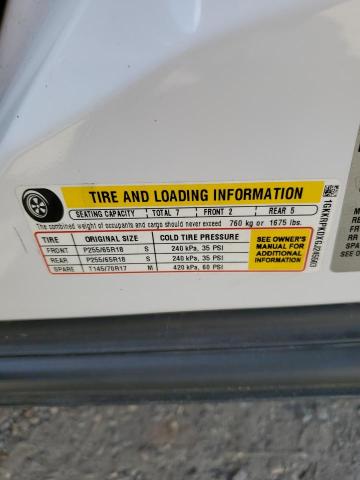 TIRE AND LOADING INFORMATION
SEATING CAPACITY TOTAL 7 FRONT 2 REAR 5
The combined weight of occupants and cargo should never exceed 760 kg or 1675 lbs.
TIRE ORIGINAL SIZE COLD TIRE PRESSURE
FRONT P255/65R18 S 240 kPa, 35 PSI
REAR P255/65R18 S 240 kPa, 35 PSI
SPARE T145/70R17 M 420 kPa, 60 PSI
SEE OWNER'S
MANUAL FOR
ADDITIONAL
INFORMATION